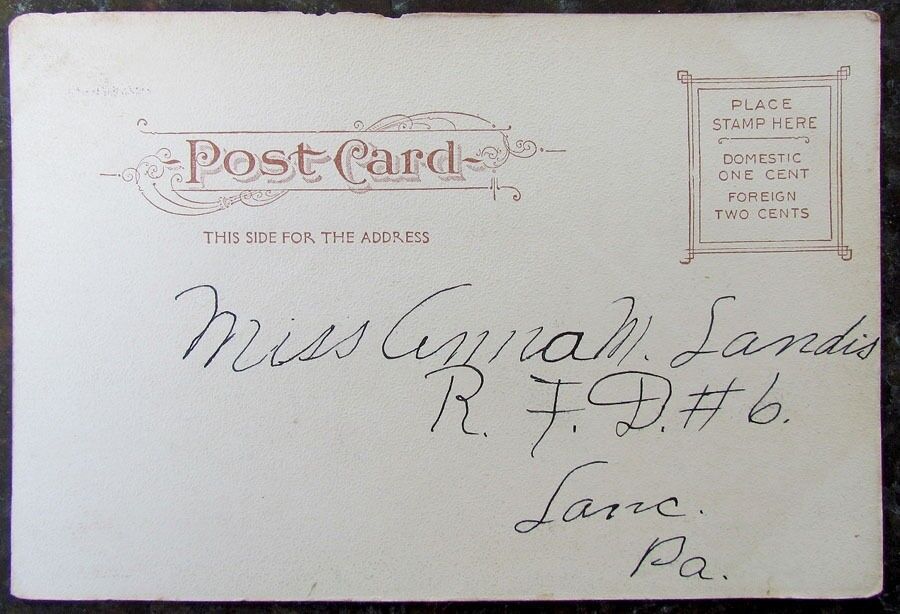 Post Card
THIS SIDE FOR THE ADDRESS
PLACE
STAMP HERE
DOMESTIC
ONE CENT
FOREIGN
TWO CENTS
Miss Anna M. Landis
R. F. D. # 6.
Lanc.
Pa.